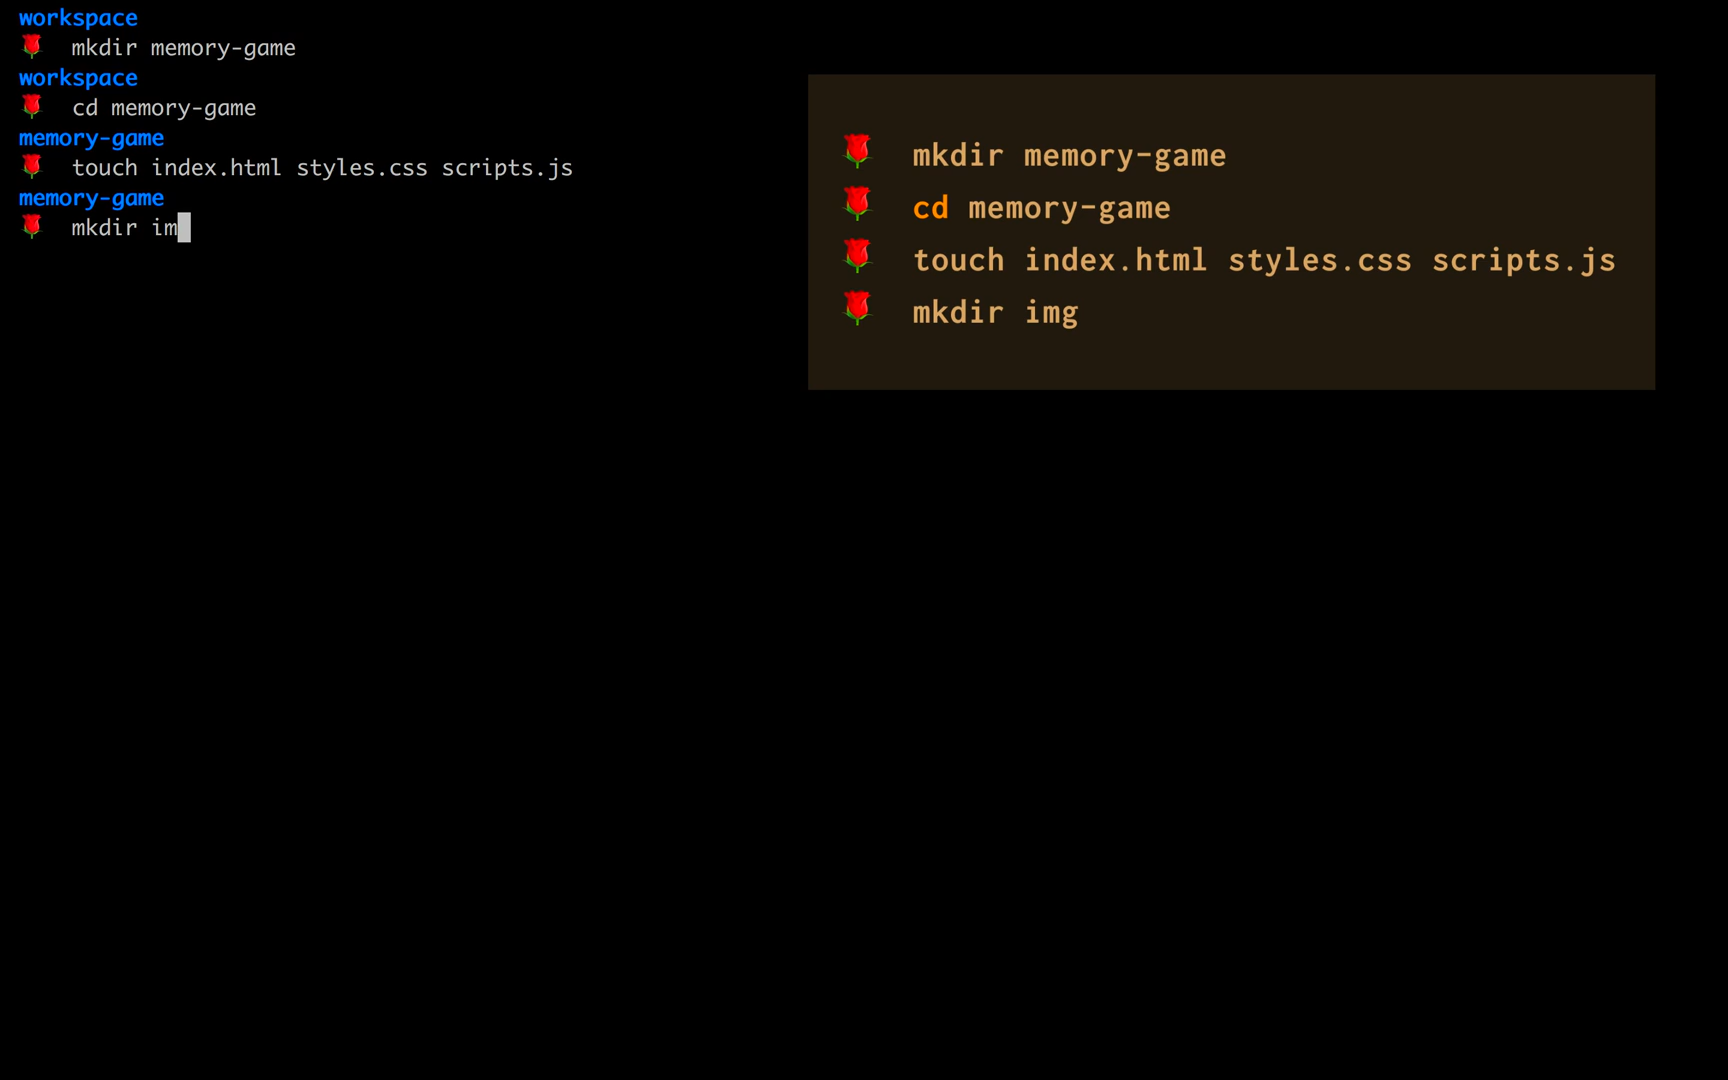 workspace
🌹 mkdir memory-game
workspace
🌹 cd memory-game
memory-game
🌹 touch index.html styles.css scripts.js
memory-game
🌹 mkdir im
🌹 mkdir memory-game
🌹 cd memory-game
🌹 touch index.html styles.css scripts.js
🌹 mkdir img